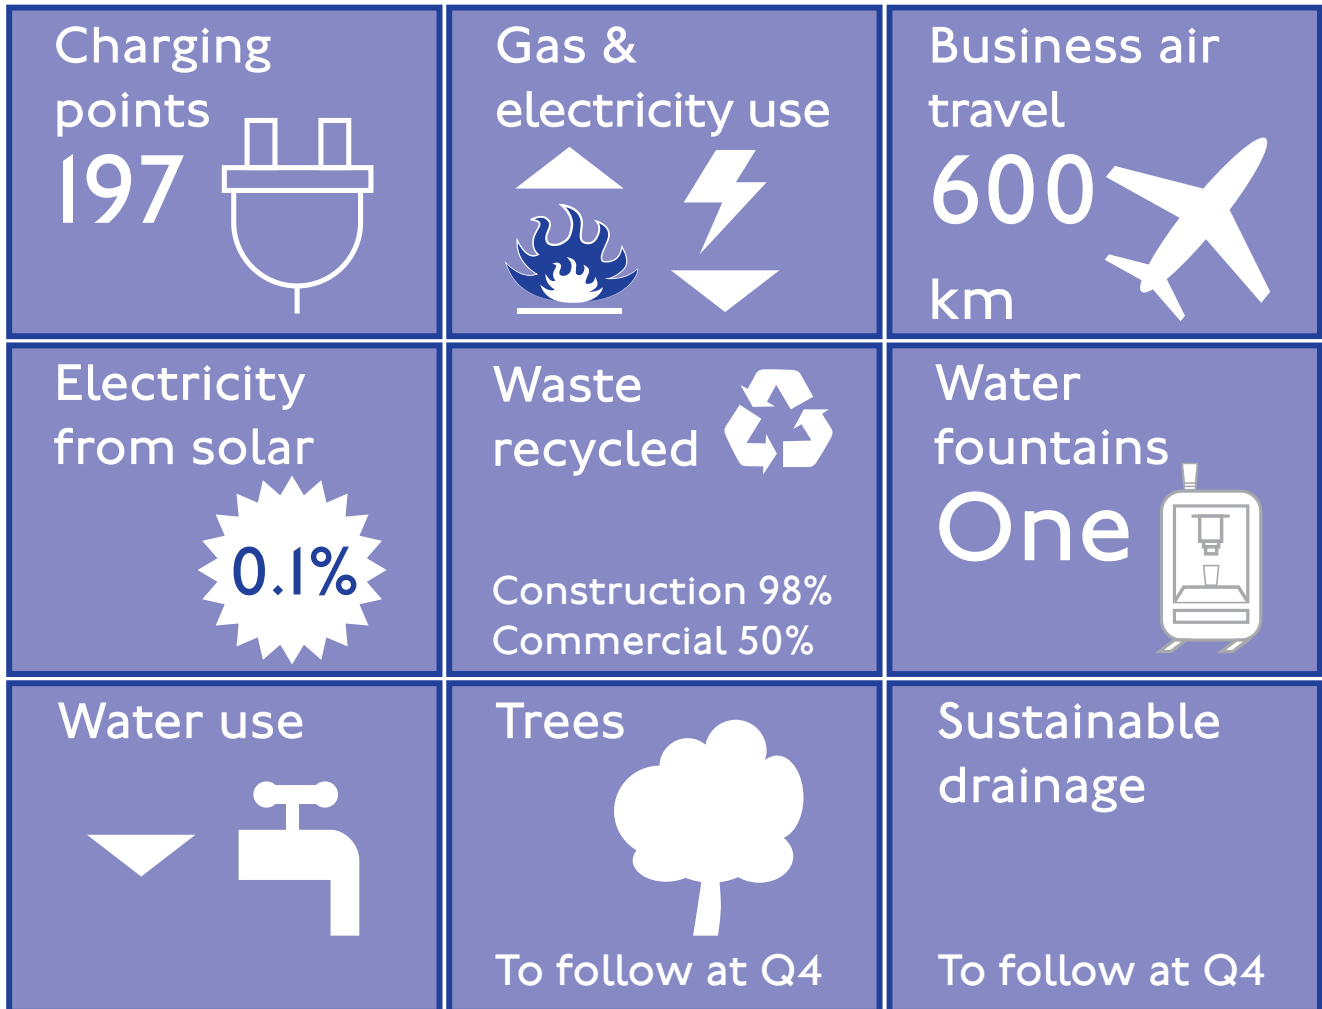 Charging
points
197
Gas &
electricity use
Business air
travel
600
km
Electricity
from solar
0.1%
Waste
recycled
Construction 98%
Commercial 50%
Water
fountains
One
Water use
Trees
To follow at Q4
Sustainable
drainage
To follow at Q4